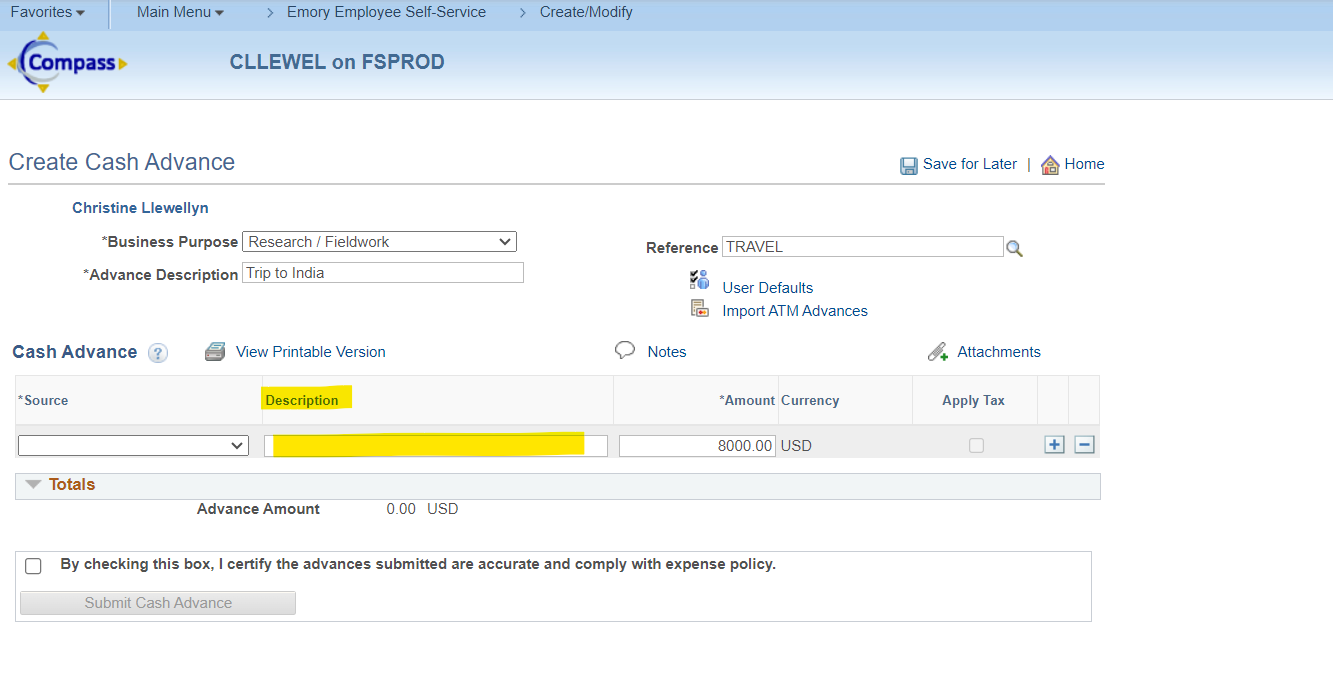 Favorites Main Menu > Emory Employee Self-Service > Create/Modify
Compass CLLEWEL on FSPROD
Create Cash Advance Save for Later | Home
Christine Llewellyn
*Business Purpose Research / Fieldwork Reference TRAVEL
*Advance Description Trip to India
User Defaults
Import ATM Advances
Cash Advance ? View Printable Version Notes Attachments
*Source Description *Amount Currency Apply Tax
8000.00 USD + −
Totals
Advance Amount 0.00 USD
By checking this box, I certify the advances submitted are accurate and comply with expense policy.
Submit Cash Advance